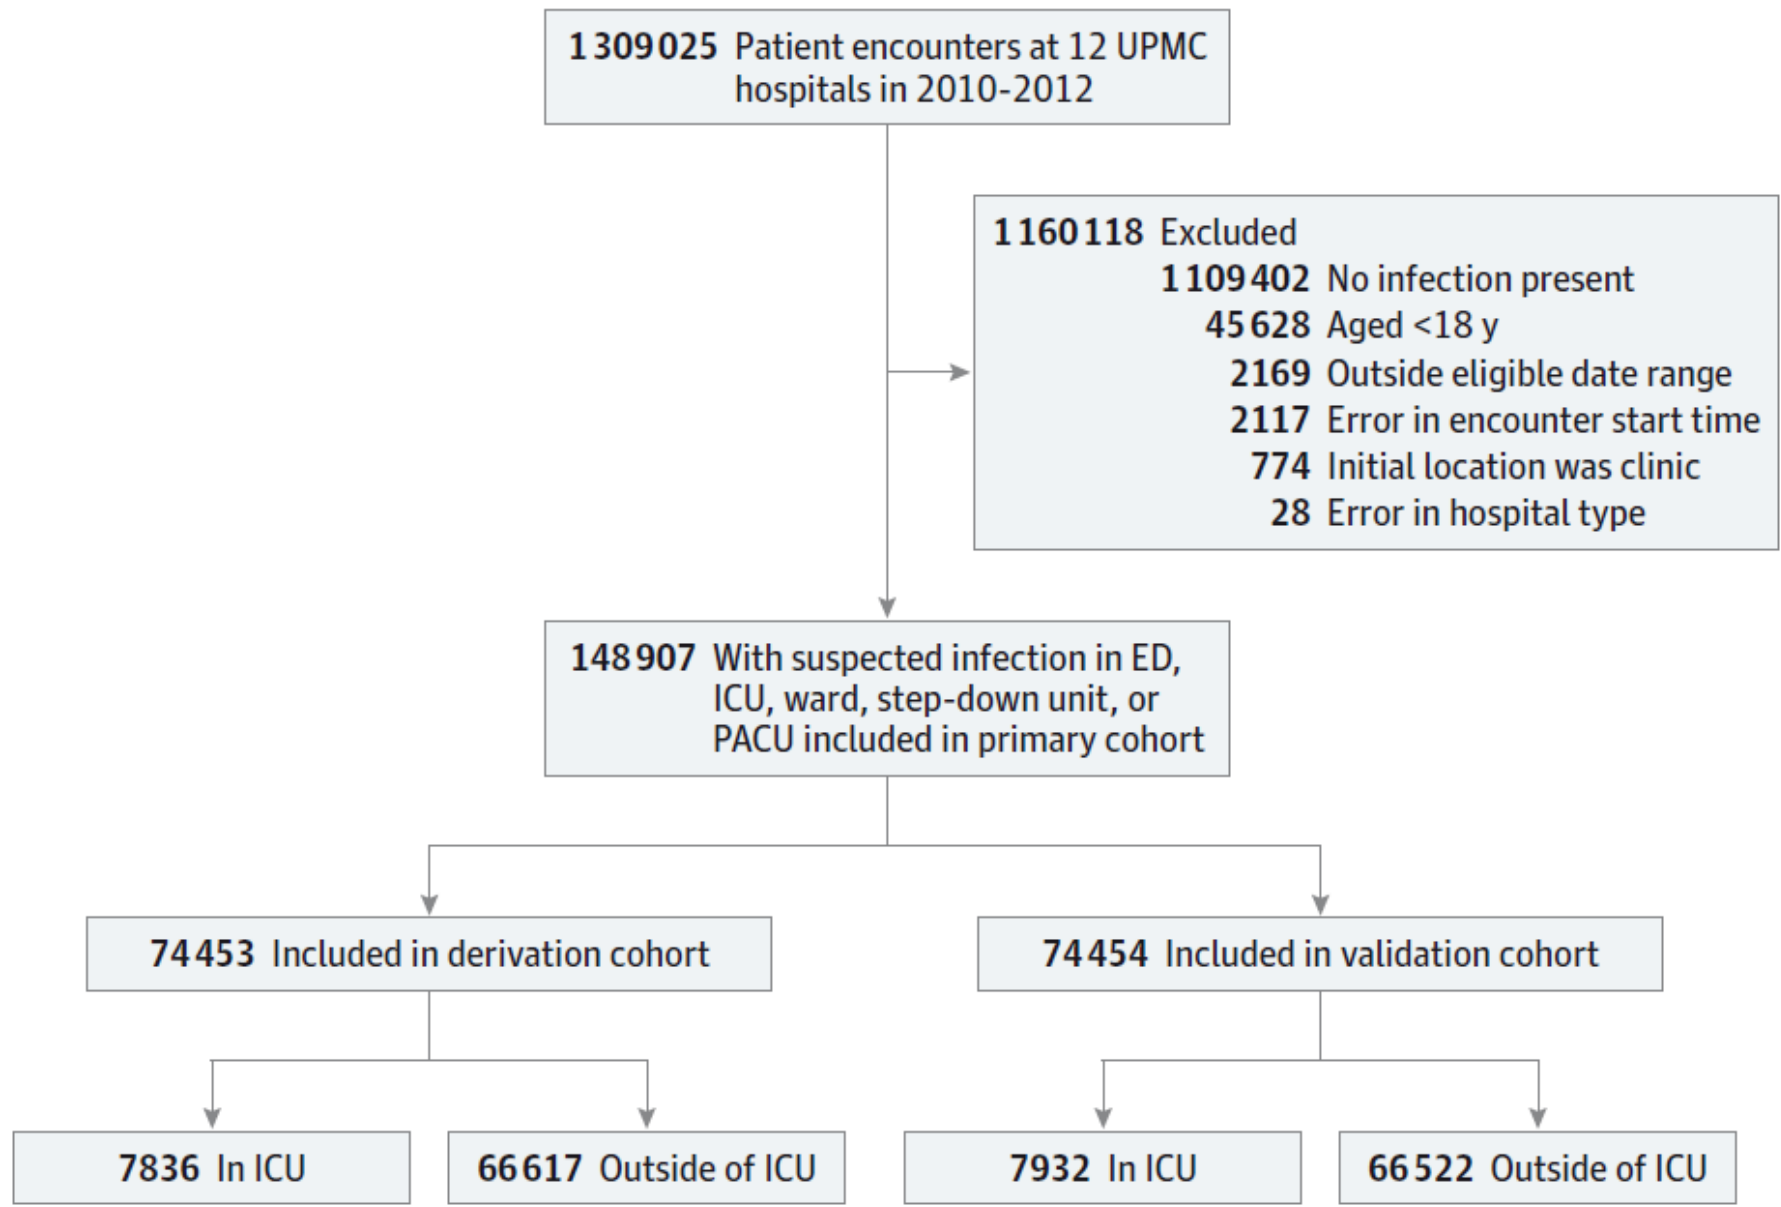 1 309 025 Patient encounters at 12 UPMC
hospitals in 2010-2012
1 160 118 Excluded
1 109 402 No infection present
45 628 Aged <18 y
2169 Outside eligible date range
2117 Error in encounter start time
774 Initial location was clinic
28 Error in hospital type
148 907 With suspected infection in ED,
ICU, ward, step-down unit, or
PACU included in primary cohort
74 453 Included in derivation cohort
74 454 Included in validation cohort
7836 In ICU
66 617 Outside of ICU
7932 In ICU
66 522 Outside of ICU